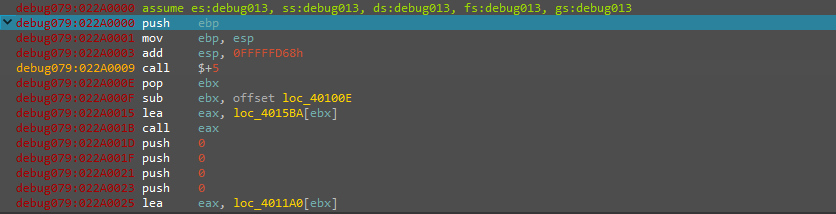 debug079:022A0000 assume es:debug013, ss:debug013, ds:debug013, fs:debug013, gs:debug013
debug079:022A0000 push ebp
debug079:022A0001 mov ebp, esp
debug079:022A0003 add esp, 0FFFFFD68h
debug079:022A0009 call $+5
debug079:022A000E pop ebx
debug079:022A000F sub ebx, offset loc_40100E
debug079:022A0015 lea eax, loc_4015BA[ebx]
debug079:022A001B call eax
debug079:022A001D push 0
debug079:022A001F push 0
debug079:022A0021 push 0
debug079:022A0023 push 0
debug079:022A0025 lea eax, loc_4011A0[ebx]